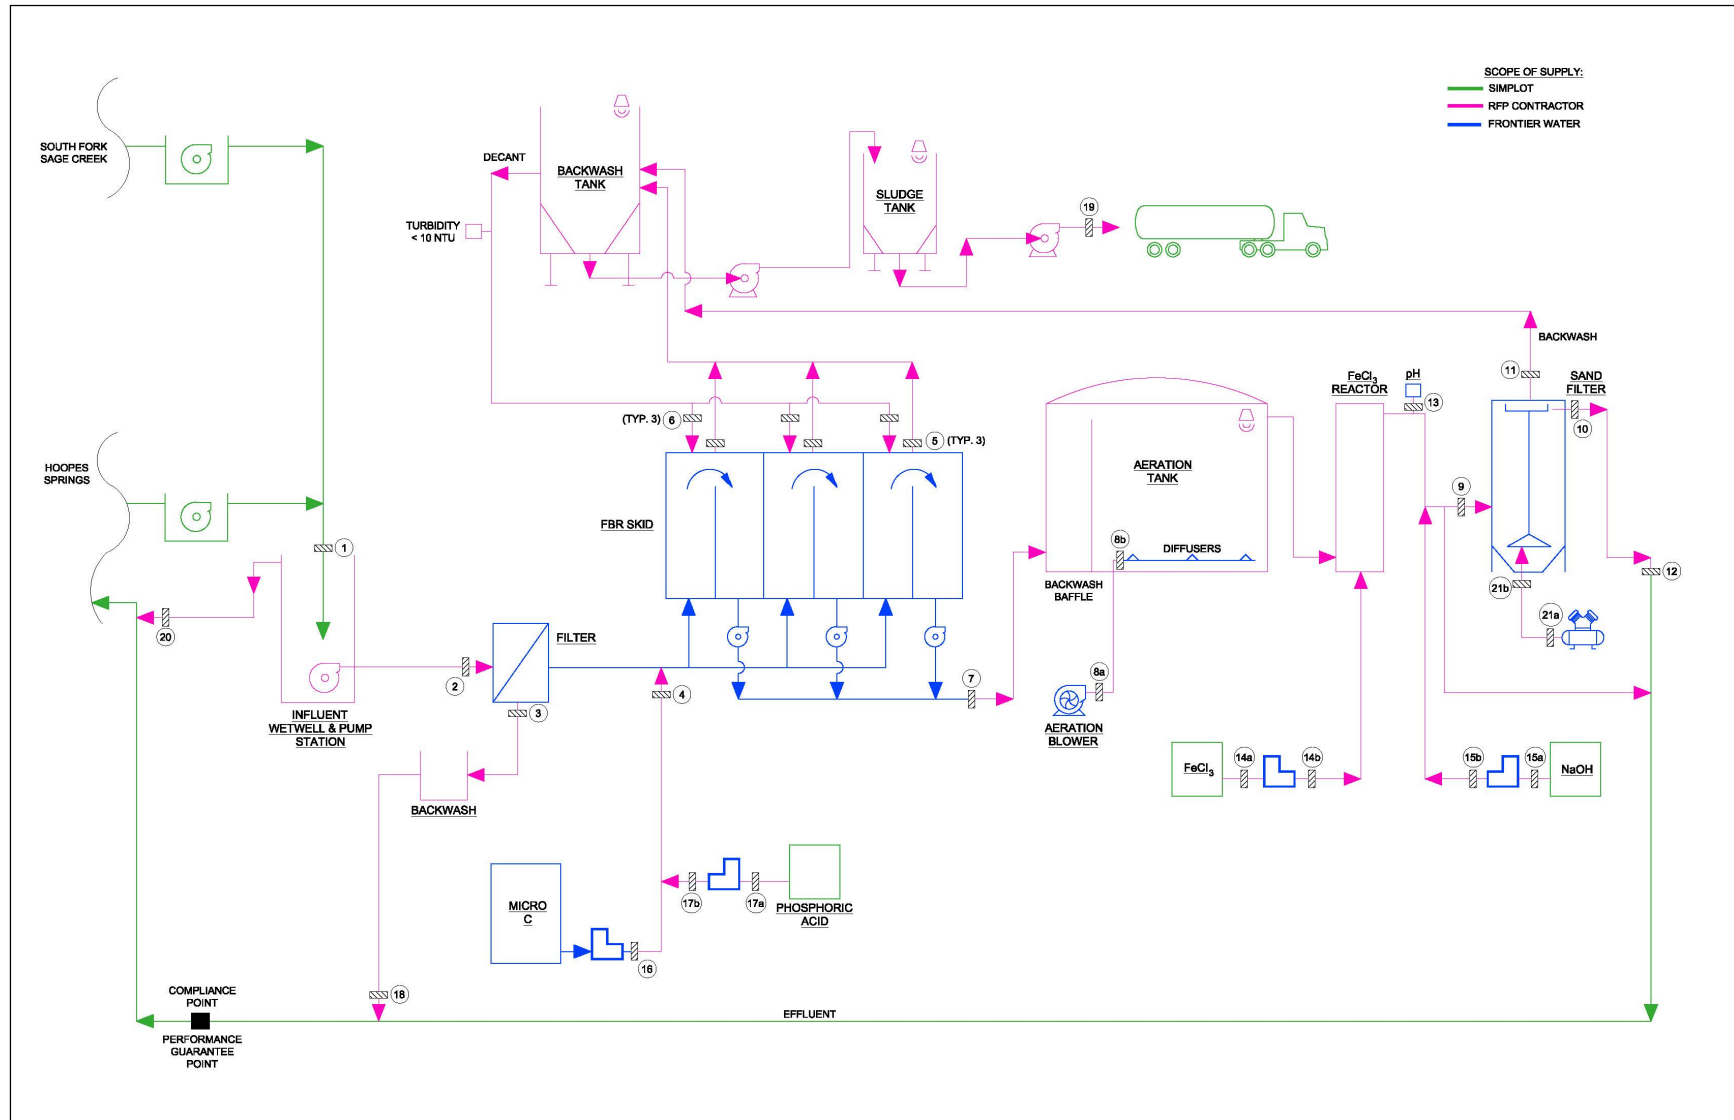 SCOPE OF SUPPLY:
SIMPLOT
RFP CONTRACTOR
FRONTIER WATER
SOUTH FORK
SAGE CREEK
DECANT
BACKWASH
TANK
SLUDGE
TANK
19
TURBIDITY
< 10 NTU
BACKWASH
11
FeCl3
REACTOR
pH
13
SAND
FILTER
10
(TYP. 3) 6
5 (TYP. 3)
HOOPES
SPRINGS
AERATION
TANK
9
FBR SKID
1
8b
DIFFUSERS
BACKWASH
BAFFLE
21b
12
21a
20
FILTER
2
3
4
7
8a
INFLUENT
WETWELL & PUMP
STATION
AERATION
BLOWER
FeCl3
14a
14b
15b
15a
NaOH
BACKWASH
MICRO
C
16
17b
17a
PHOSPHORIC
ACID
COMPLIANCE
POINT
18
EFFLUENT
PERFORMANCE
GUARANTEE
POINT